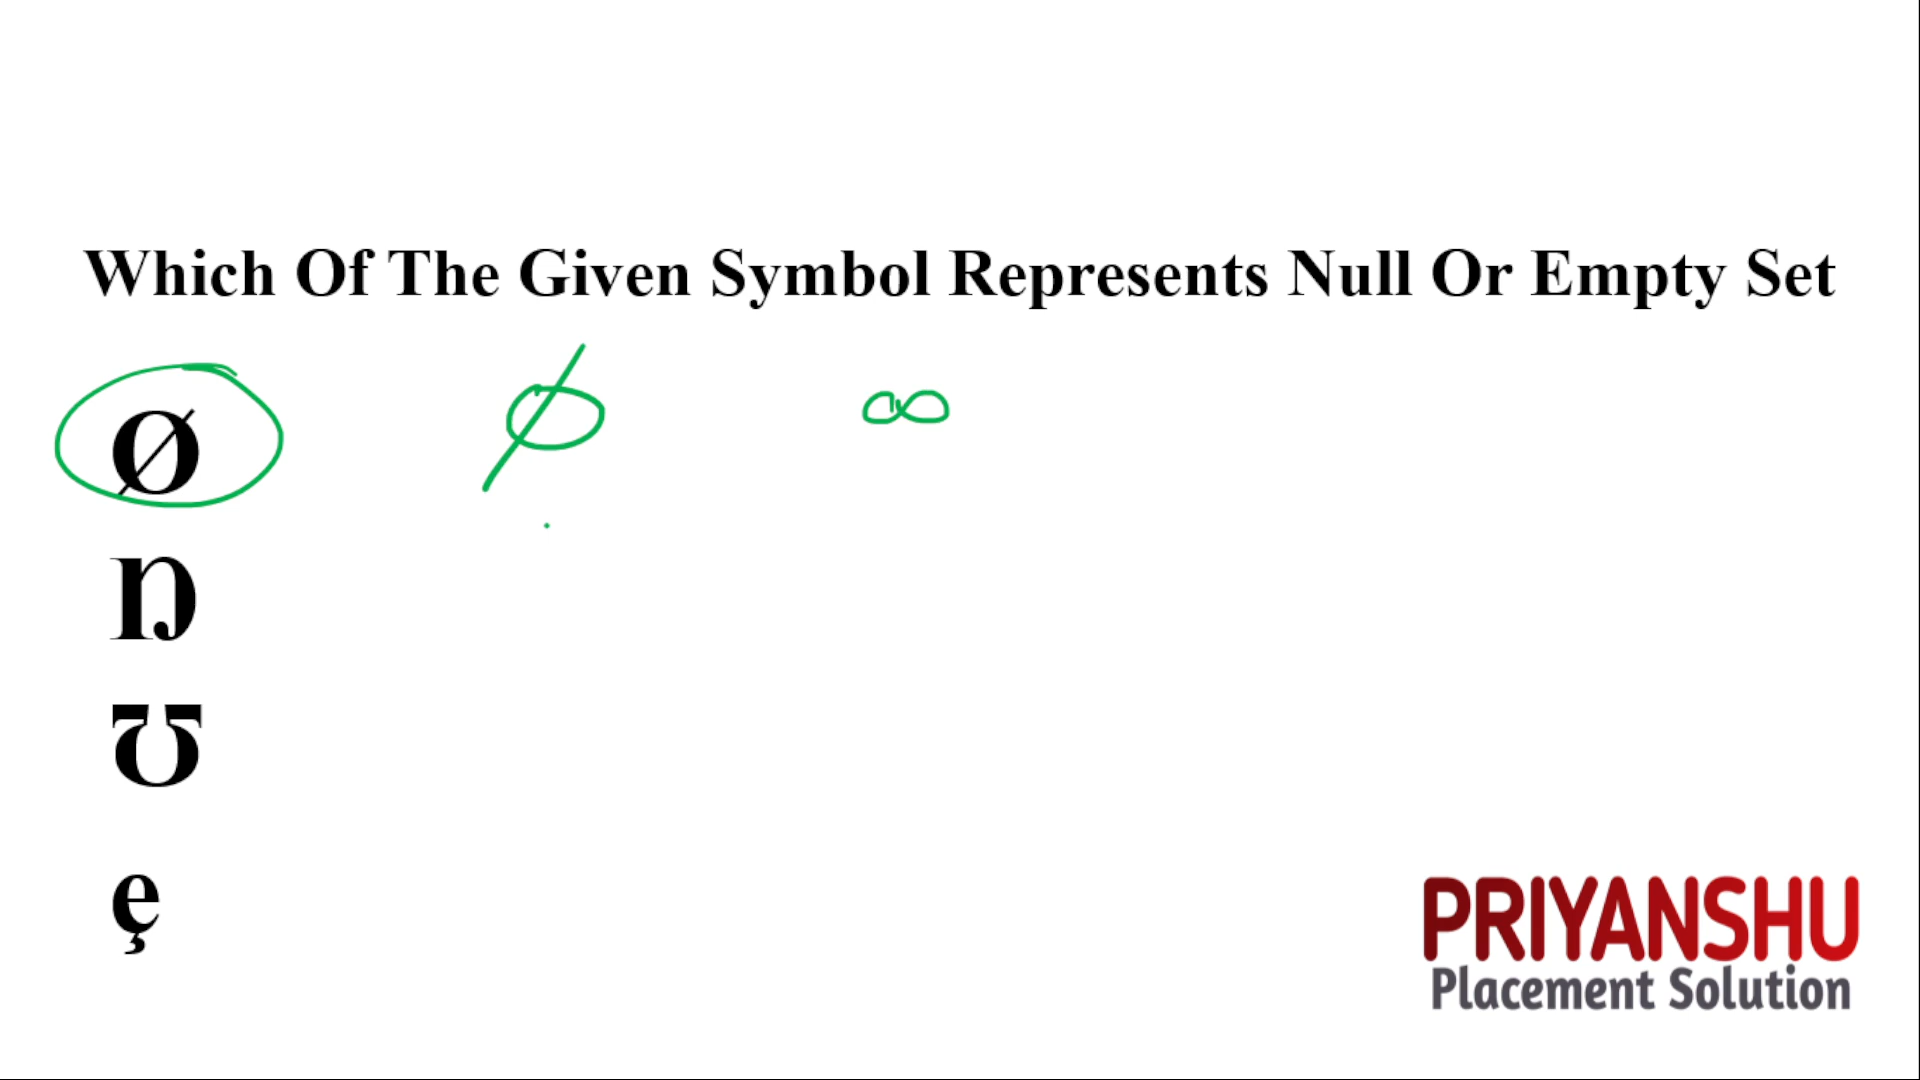 Which Of The Given Symbol Represents Null Or Empty Set
Ø ϕ ∞
Ŋ
Ʊ
ȩ
PRIYANSHU
Placement Solution